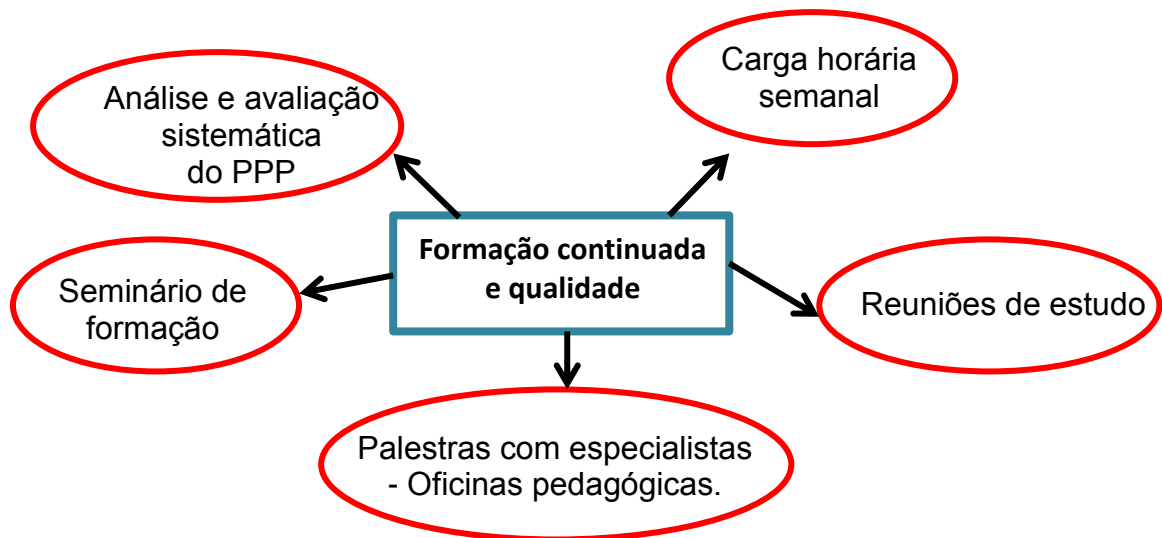 Carga horária
semanal
Análise e avaliação
sistemática
do PPP
Formação continuada
e qualidade
Seminário de
formação
Reuniões de estudo
Palestras com especialistas
- Oficinas pedagógicas.